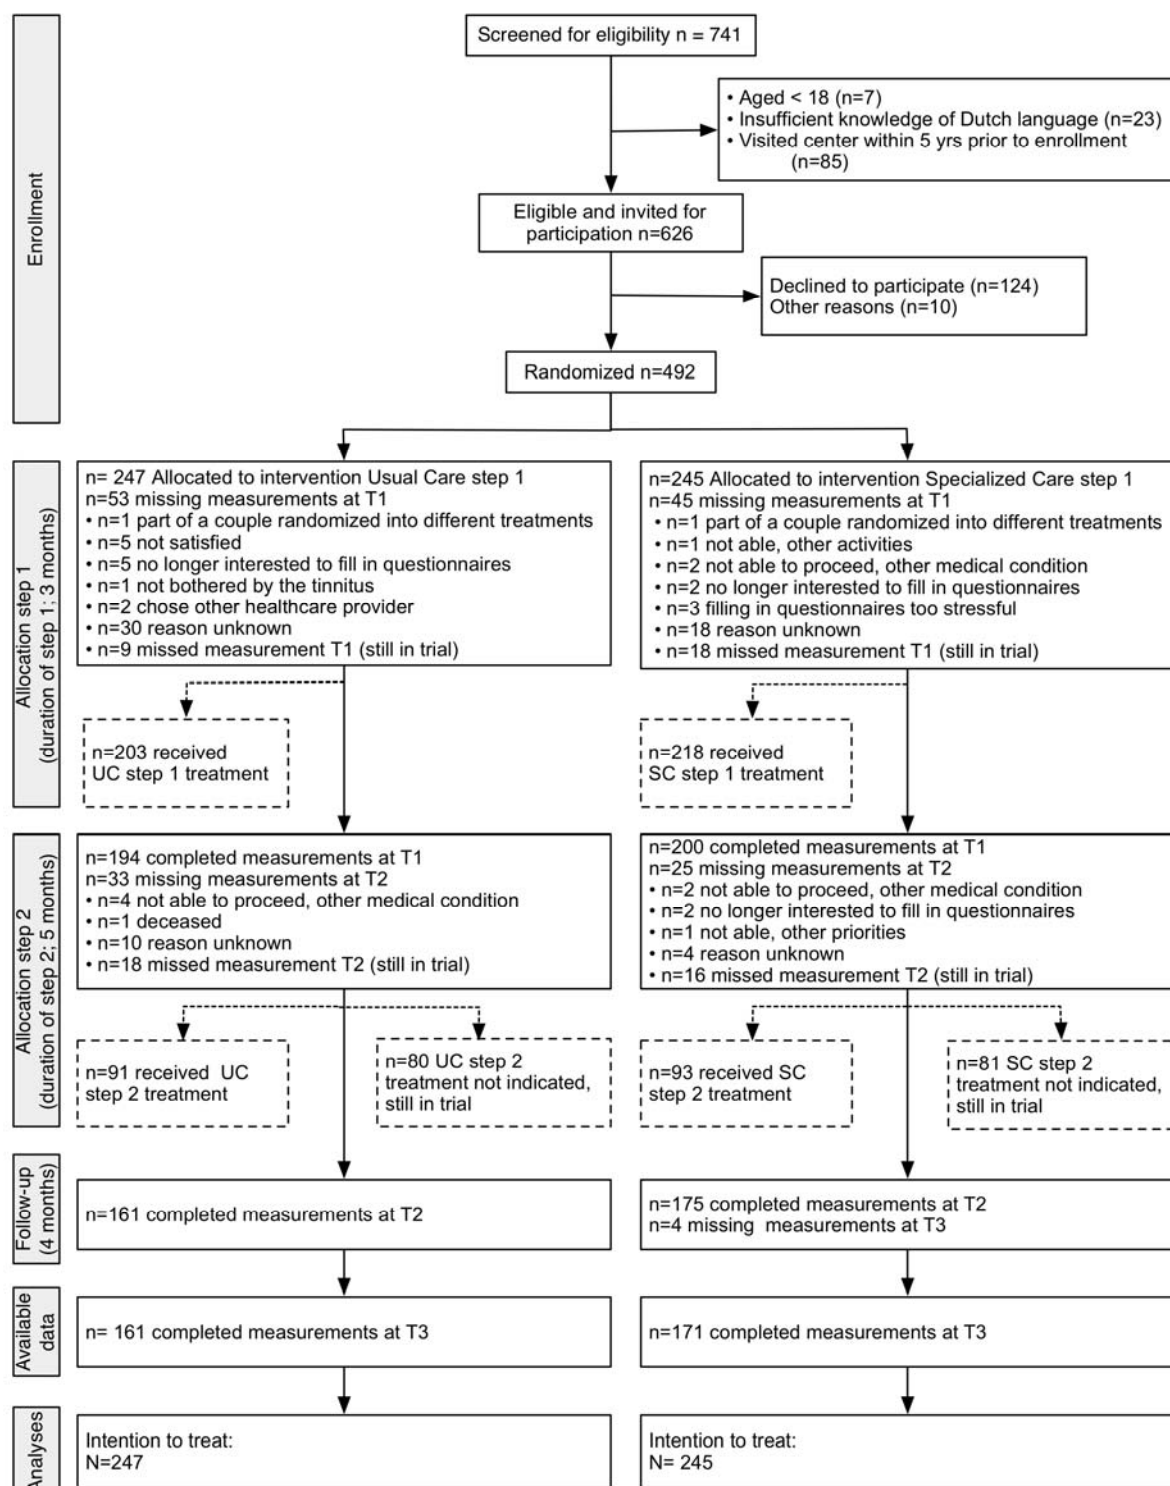 Screened for eligibility n = 741
• Aged < 18 (n=7)
• Insufficient knowledge of Dutch language (n=23)
• Visited center within 5 yrs prior to enrollment
(n=85)
Enrollment
Eligible and invited for
participation n=626
Declined to participate (n=124)
Other reasons (n=10)
Randomized n=492
Allocation step 1
(duration of step 1; 3 months)
n= 247 Allocated to intervention Usual Care step 1
n=53 missing measurements at T1
• n=1 part of a couple randomized into different treatments
• n=5 not satisfied
• n=5 no longer interested to fill in questionnaires
• n=1 not bothered by the tinnitus
• n=2 chose other healthcare provider
• n=30 reason unknown
• n=9 missed measurement T1 (still in trial)
n=245 Allocated to intervention Specialized Care step 1
n=45 missing measurements at T1
• n=1 part of a couple randomized into different treatments
• n=1 not able, other activities
• n=2 not able to proceed, other medical condition
• n=2 no longer interested to fill in questionnaires
• n=3 filling in questionnaires too stressful
• n=18 reason unknown
• n=18 missed measurement T1 (still in trial)
n=203 received
UC step 1 treatment
n=218 received
SC step 1 treatment
Allocation step 2
(duration of step 2; 5 months)
n=194 completed measurements at T1
n=33 missing measurements at T2
• n=4 not able to proceed, other medical condition
• n=1 deceased
• n=10 reason unknown
• n=18 missed measurement T2 (still in trial)
n=200 completed measurements at T1
n=25 missing measurements at T2
• n=2 not able to proceed, other medical condition
• n=2 no longer interested to fill in questionnaires
• n=1 not able, other priorities
• n=4 reason unknown
• n=16 missed measurement T2 (still in trial)
n=91 received UC
step 2 treatment
n=80 UC step 2
treatment not indicated,
still in trial
n=93 received SC
step 2 treatment
n=81 SC step 2
treatment not indicated,
still in trial
Follow-up
(4 months)
n=161 completed measurements at T2
n=175 completed measurements at T2
n=4 missing measurements at T3
Available
data
n= 161 completed measurements at T3
n=171 completed measurements at T3
Analyses
Intention to treat:
N=247
Intention to treat:
N= 245